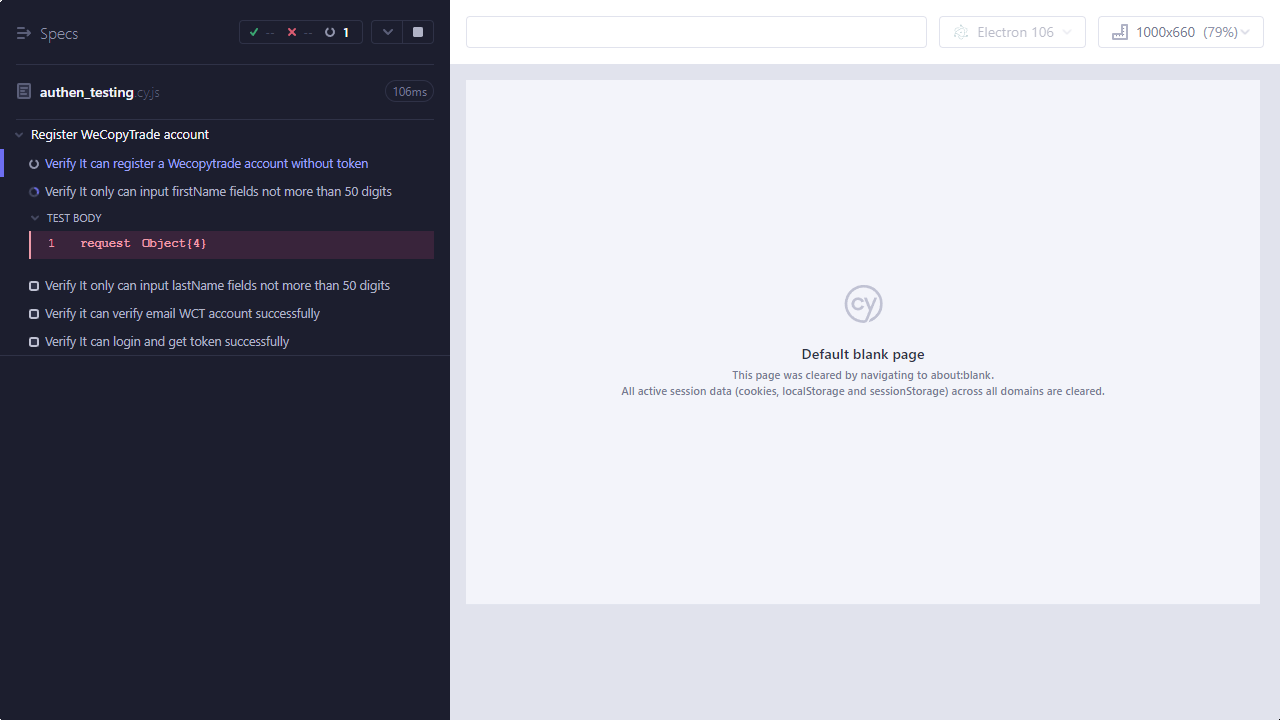 Specs
-- -- 1
Electron 106
1000x660 (79%)
authen_testing.cy.js
106ms
Register WeCopyTrade account
Verify It can register a Wecopytrade account without token
Verify It only can input firstName fields not more than 50 digits
TEST BODY
1 request Object{4}
Verify It only can input lastName fields not more than 50 digits
Verify it can verify email WCT account successfully
Verify It can login and get token successfully
cy
Default blank page
This page was cleared by navigating to about:blank.
All active session data (cookies, localStorage and sessionStorage) across all domains are cleared.